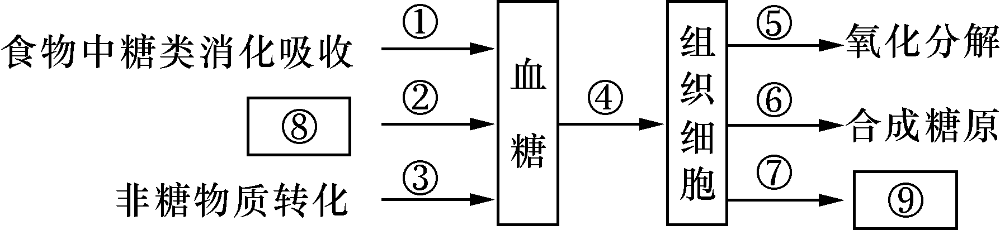 食物中糖类消化吸收
①
⑧
②
非糖物质转化
③
血糖
④
组织细胞
⑤
氧化分解
⑥
合成糖原
⑦
⑨